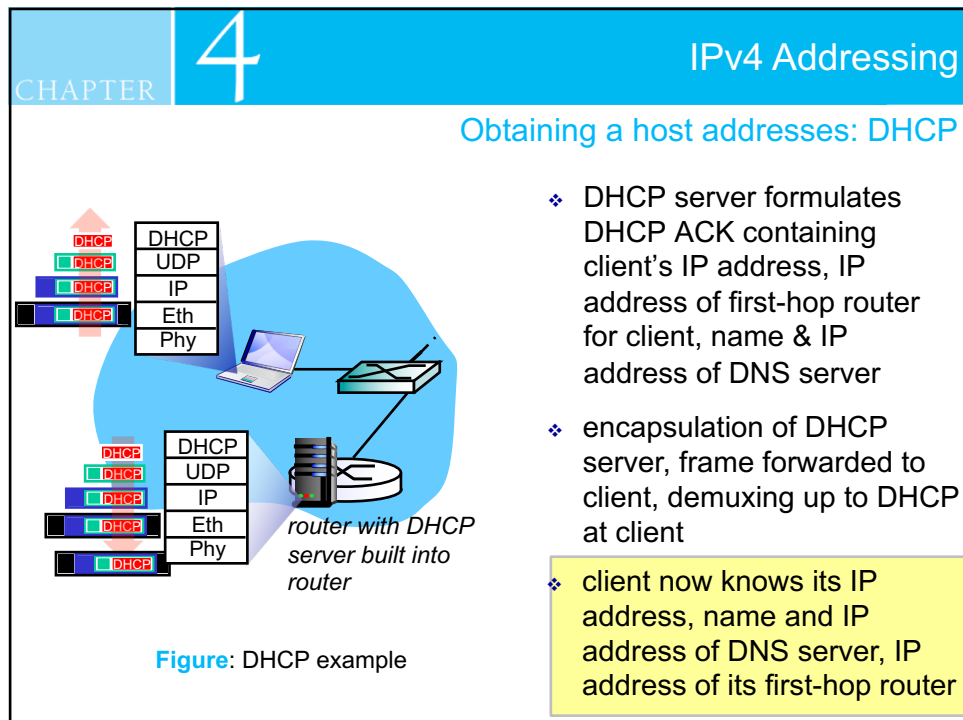 CHAPTER 4
IPv4 Addressing
Obtaining a host addresses: DHCP
DHCP
DHCP
DHCP
DHCP
DHCP
UDP
IP
Eth
Phy
DHCP
DHCP
DHCP
DHCP
DHCP
DHCP
UDP
IP
Eth
Phy
router with DHCP
server built into
router
Figure: DHCP example
❖ DHCP server formulates
DHCP ACK containing
client's IP address, IP
address of first-hop router
for client, name & IP
address of DNS server
❖ encapsulation of DHCP
server, frame forwarded to
client, demuxing up to DHCP
at client
❖ client now knows its IP
address, name and IP
address of DNS server, IP
address of its first-hop router